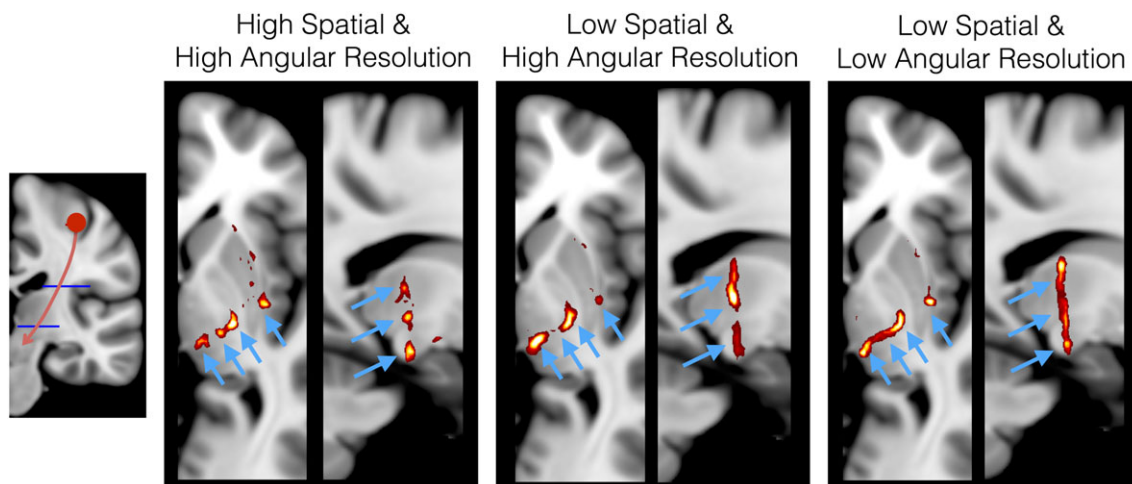 High Spatial &
High Angular Resolution
Low Spatial &
High Angular Resolution
Low Spatial &
Low Angular Resolution